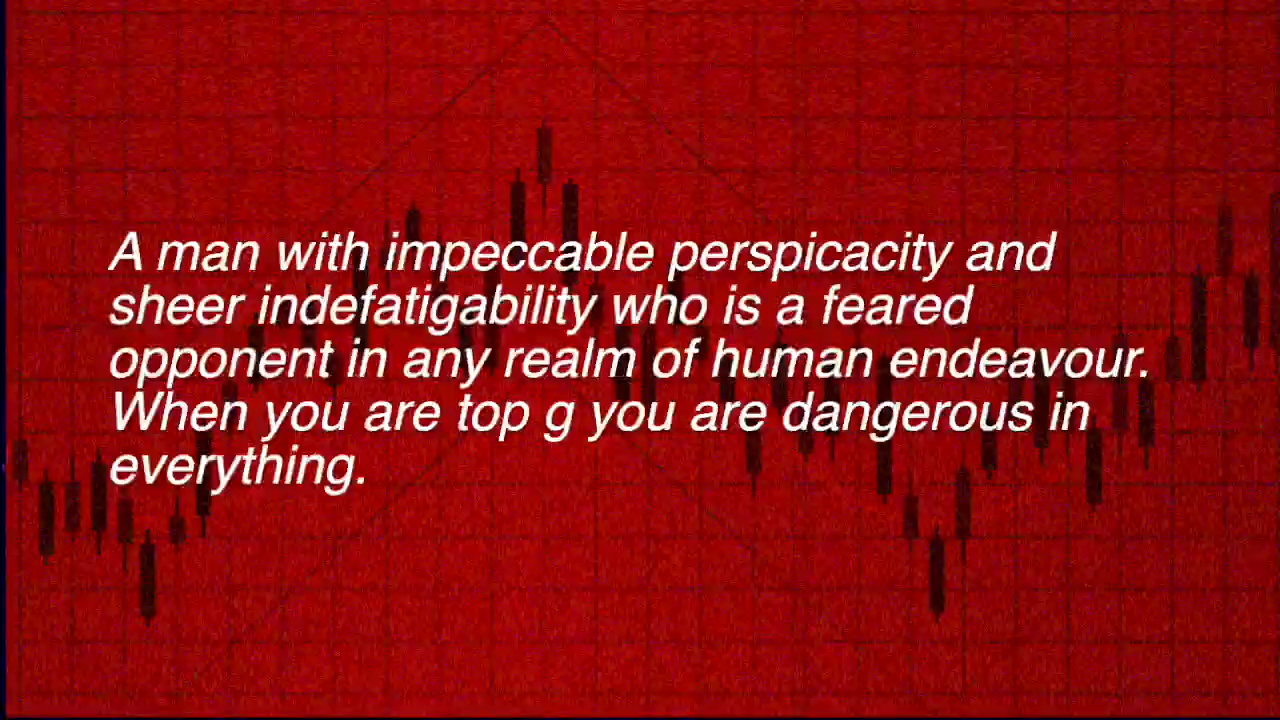 A man with impeccable perspicacity and
sheer indefatigability who is a feared
opponent in any realm of human endeavour.
When you are top g you are dangerous in
everything.